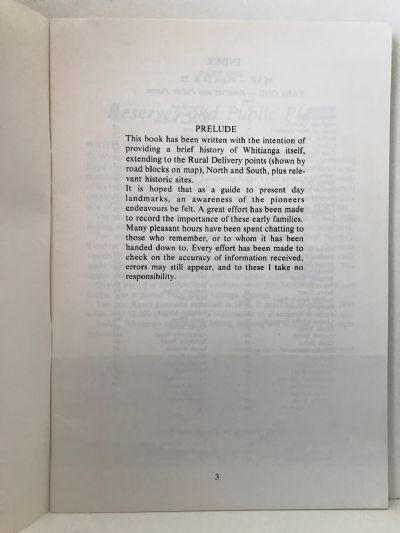 PRELUDE
This book has been written with the intention of
providing a brief history of Whitianga itself,
extending to the Rural Delivery points (shown by
road blocks on map), North and South, plus rele-
vant historic sites.
It is hoped that as a guide to present day
landmarks, an awareness of the pioneers
endeavours be felt. A great effort has been made
to record the importance of these early families.
Many pleasant hours have been spent chatting to
those who remember, or to whom it has been
handed down to. Every effort has been made to
check on the accuracy of information received,
errors may still appear, and to these I take no
responsibility.
3